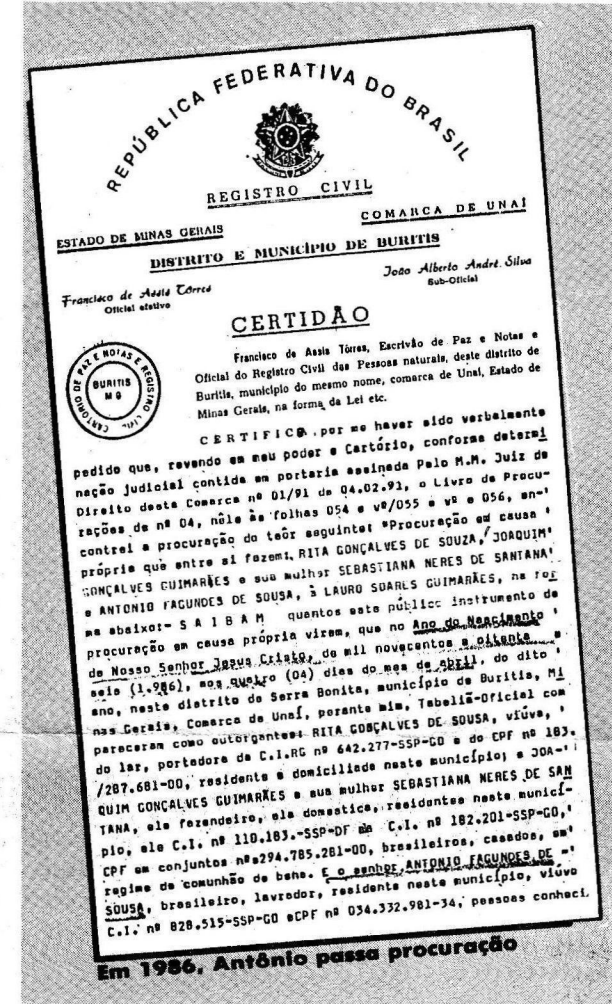 REPÚBLICA FEDERATIVA DO BRASIL
REGISTRO CIVIL
ESTADO DE MINAS GERAIS
COMARCA DE UNAÍ
DISTRITO E MUNICÍPIO DE BURITIS
Francisco de Assis Tôrres
Oficial efetivo
João Alberto André Silva
Sub-Oficial
CERTIDÃO
CARTÓRIO DE PAZ E NOTAS E REGISTRO CIVIL
BURITIS
MG
Francisco de Assis Tôrres, Escrivão de Paz e Notas e
Oficial do Registro Civil das Pessoas naturais, deste distrito de
Buritis, município do mesmo nome, comarca de Unaí, Estado de
Minas Gerais, na forma da Lei etc.
CERTIFICA, por me haver sido verbalmente
pedido que, revendo em meu poder e Cartório, conforme determi
nação judicial contida em portaria assinada Pelo M.M. Juiz de
Direito desta Comarca nº 01/91 de 04.02.91, o Livro de Procu-
rações de nº 04, nêle às folhas 054 e vº/055 e vº e 056, en-'
contrei a procuração do teôr seguinte: "Procuração em causa '
própria que entre si fazem: RITA GONÇALVES DE SOUZA, JOAQUIM'
GONÇALVES GUIMARÃES e sua mulher SEBASTIANA NERES DE SANTANA'
e ANTONIO FAGUNDES DE SOUSA, à LAURO SOARES GUIMARÃES, na for
ma abaixo:- S A I B A M quantos este público instrumento de
procuração em causa própria virem, que no Ano do Nascimento '
de Nosso Senhor Jesus Cristo, de mil novecentos e oitenta e
seis (1.986), aos quatro (04) dias do mes de abril, do dito '
ano, neste distrito de Serra Bonita, município de Buritis, Mi
nas Gerais, Comarca de Unaí, perante mim, Tabeliã-Oficial com
pareceram como outorgantes: RITA GONÇALVES DE SOUSA, viúva, '
do lar, portadora da C.I.RG nº 642.277-SSP-GO e do CPF nº 183.
/287.681-00, residente e domiciliada neste município; e JOA-'
QUIM GONÇALVES GUIMARÃES e sua mulher SEBASTIANA NERES DE SAN
TANA, ele fazendeiro, ela domestica, residentes neste municí-
pio, ele C.I. nº 110.183.-SSP-DF C.I. nº 182.201-SSP-GO,'
CPF em conjuntos nºs294.785.281-00, brasileiros, casados, em'
regime de comunhão de bens. E o senhor ANTONIO FAGUNDES DE -'
SOUSA, brasileiro, lavrador, residente neste município, viúvo
C.I. nº 828.515-SSP-GO eCPF nº 034.332.981-34, pessoas conheci.
Em 1986, Antônio passa procuração